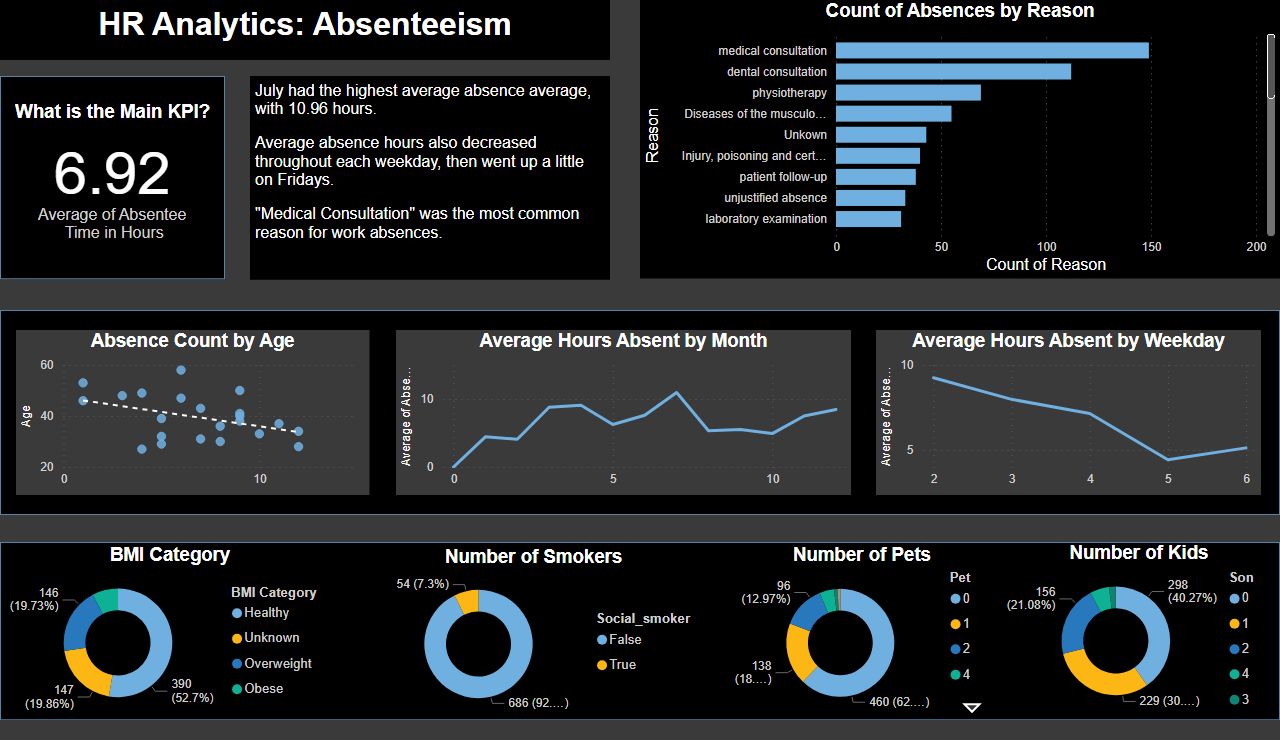 HR Analytics: Absenteeism
What is the Main KPI?
6.92
Average of Absentee
Time in Hours
July had the highest average absence average,
with 10.96 hours.
Average absence hours also decreased
throughout each weekday, then went up a little
on Fridays.
"Medical Consultation" was the most common
reason for work absences.
Count of Absences by Reason
Reason
medical consultation
dental consultation
physiotherapy
Diseases of the musculo…
Unkown
Injury, poisoning and cert…
patient follow-up
unjustified absence
laboratory examination
0 50 100 150 200
Count of Reason
Absence Count by Age
Age
60
40
20
0 10
Average Hours Absent by Month
Average of Abse…
10
0
0 5 10
Average Hours Absent by Weekday
Average of Abse…
10
5
2 3 4 5 6
BMI Category
146
(19.73%)
147
(19.86%)
390
(52.7%)
BMI Category
Healthy
Unknown
Overweight
Obese
Number of Smokers
54 (7.3%)
686 (92.…)
Social_smoker
False
True
Number of Pets
96
(12.97%)
138
(18.…)
460 (62.…)
Pet
0
1
2
4
Number of Kids
156
(21.08%)
298
(40.27%)
229 (30.…)
Son
0
1
2
4
3